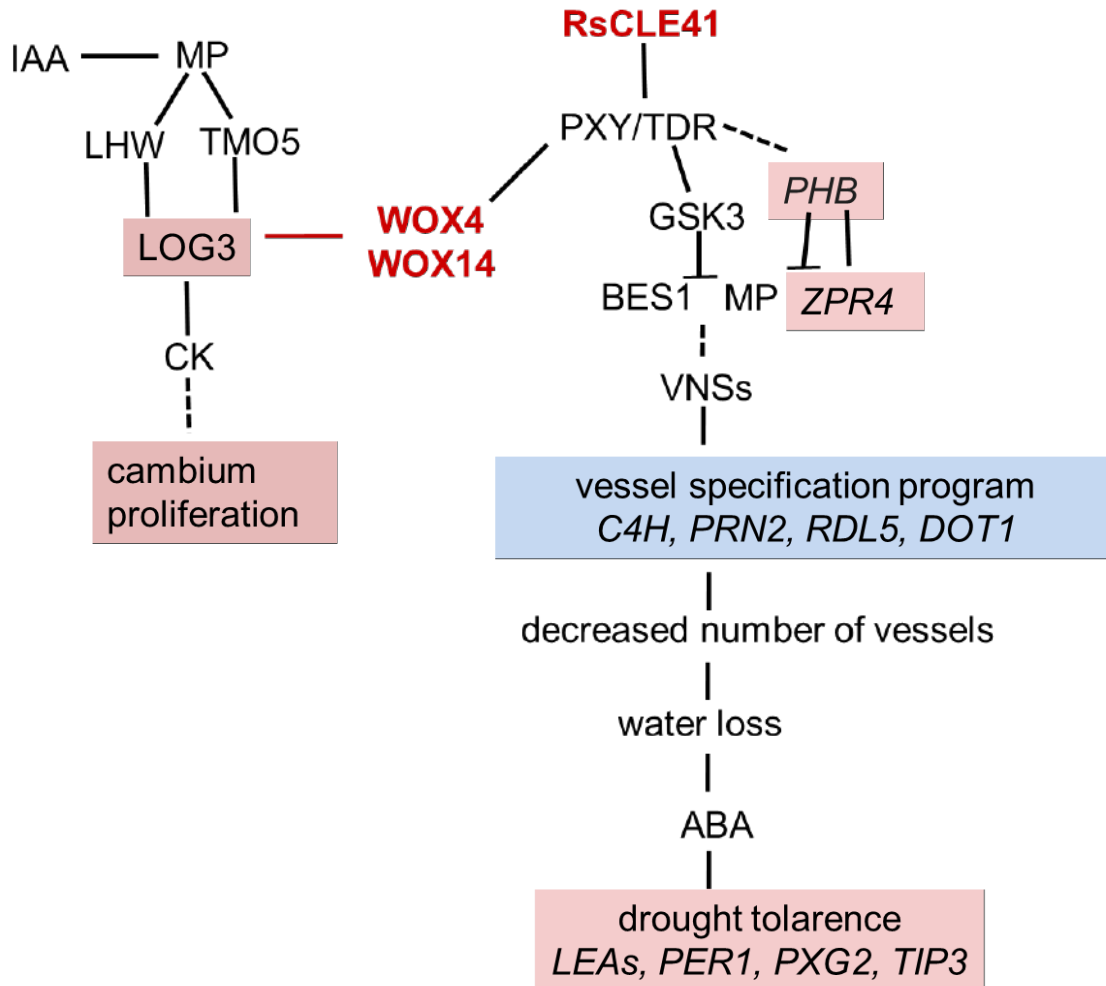 RsCLE41
IAA
MP
LHW
TMO5
PXY/TDR
PHB
LOG3
WOX4
WOX14
GSK3
BES1
MP
ZPR4
CK
VNSs
cambium
proliferation
vessel specification program
C4H, PRN2, RDL5, DOT1
decreased number of vessels
water loss
ABA
drought tolarence
LEAs, PER1, PXG2, TIP3